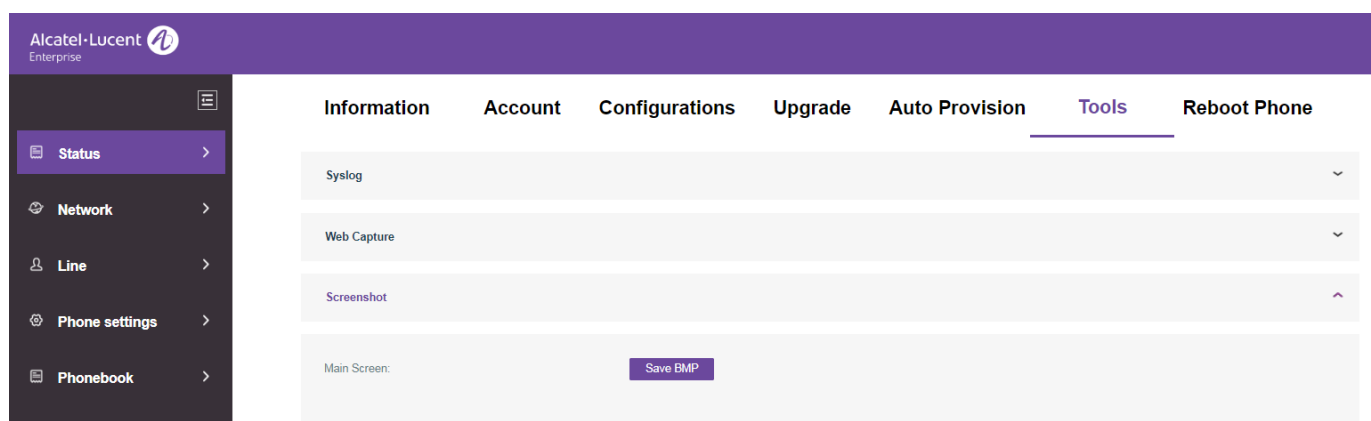 Alcatel·Lucent
Enterprise
Information Account Configurations Upgrade Auto Provision Tools Reboot Phone
Status
Network
Line
Phone settings
Phonebook
Syslog
Web Capture
Screenshot
Main Screen: Save BMP